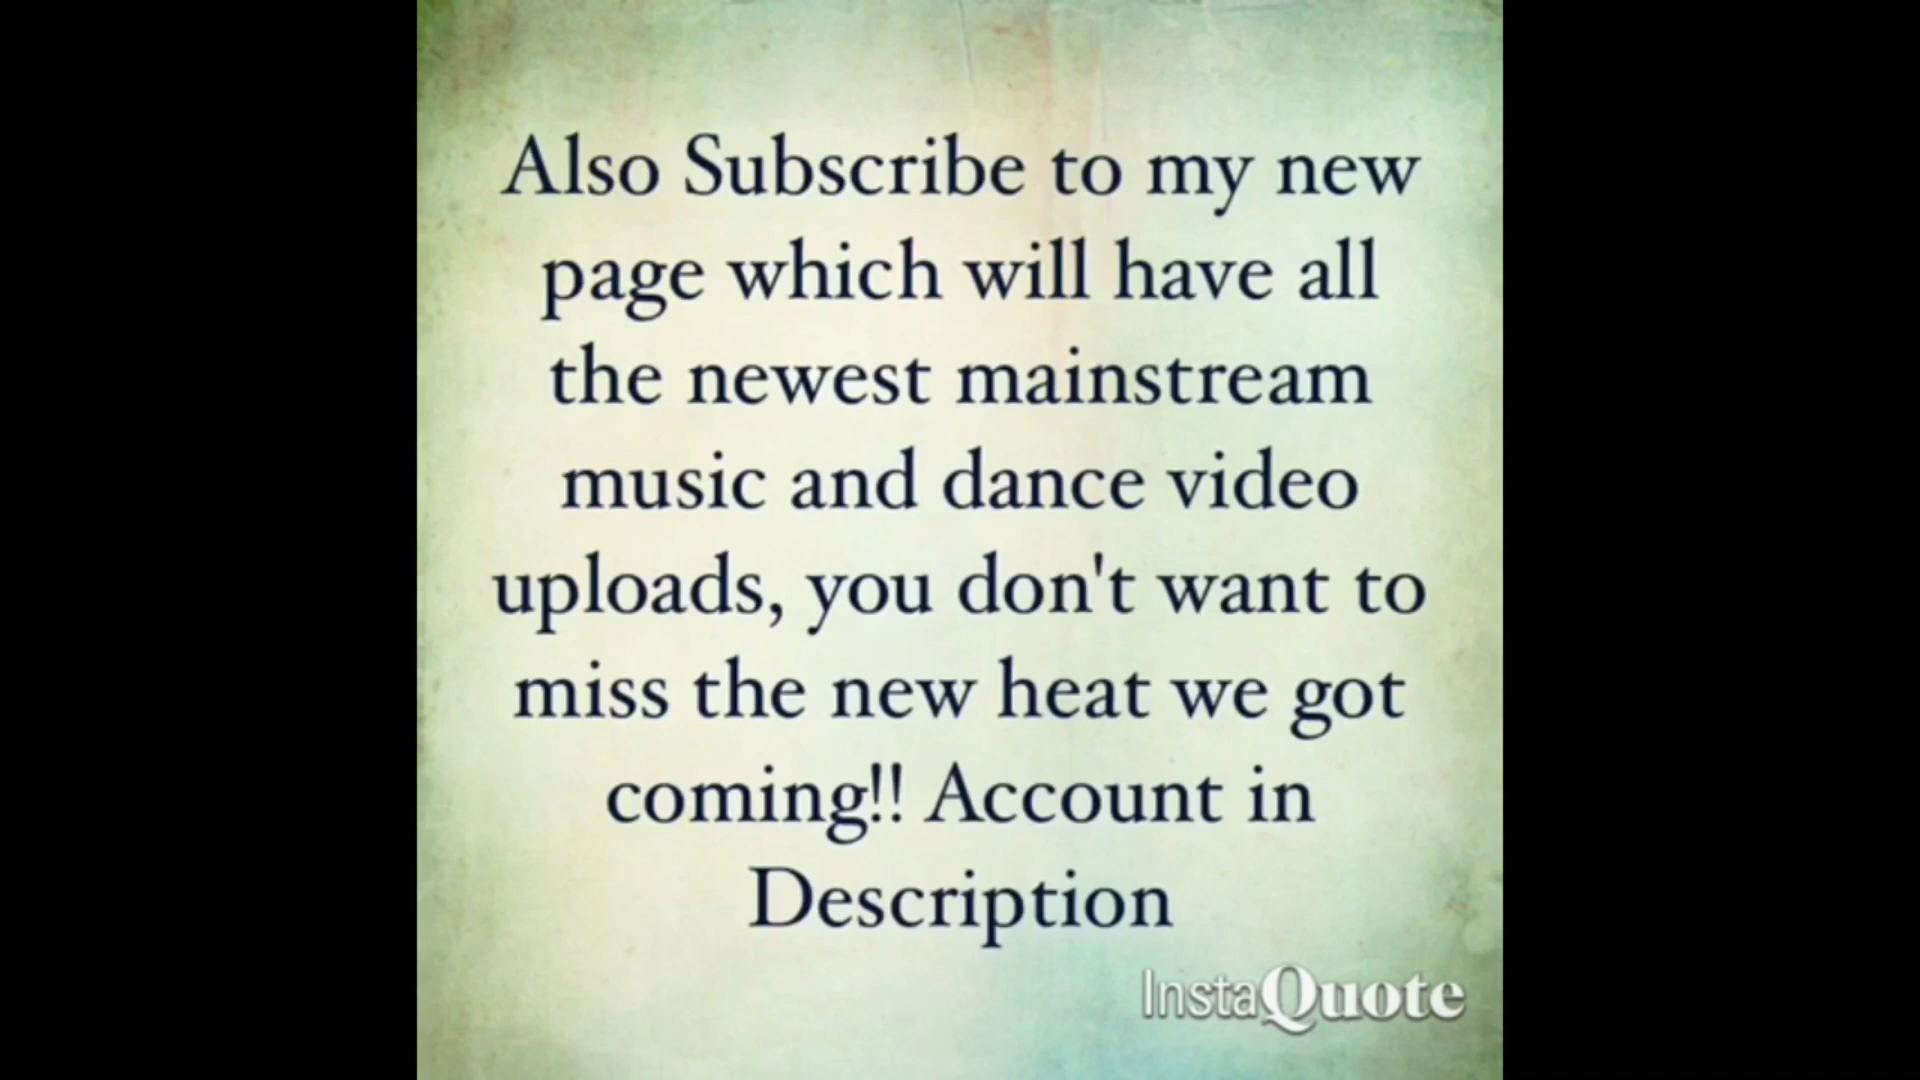 Also Subscribe to my new
page which will have all
the newest mainstream
music and dance video
uploads, you don't want to
miss the new heat we got
coming!! Account in
Description
InstaQuote